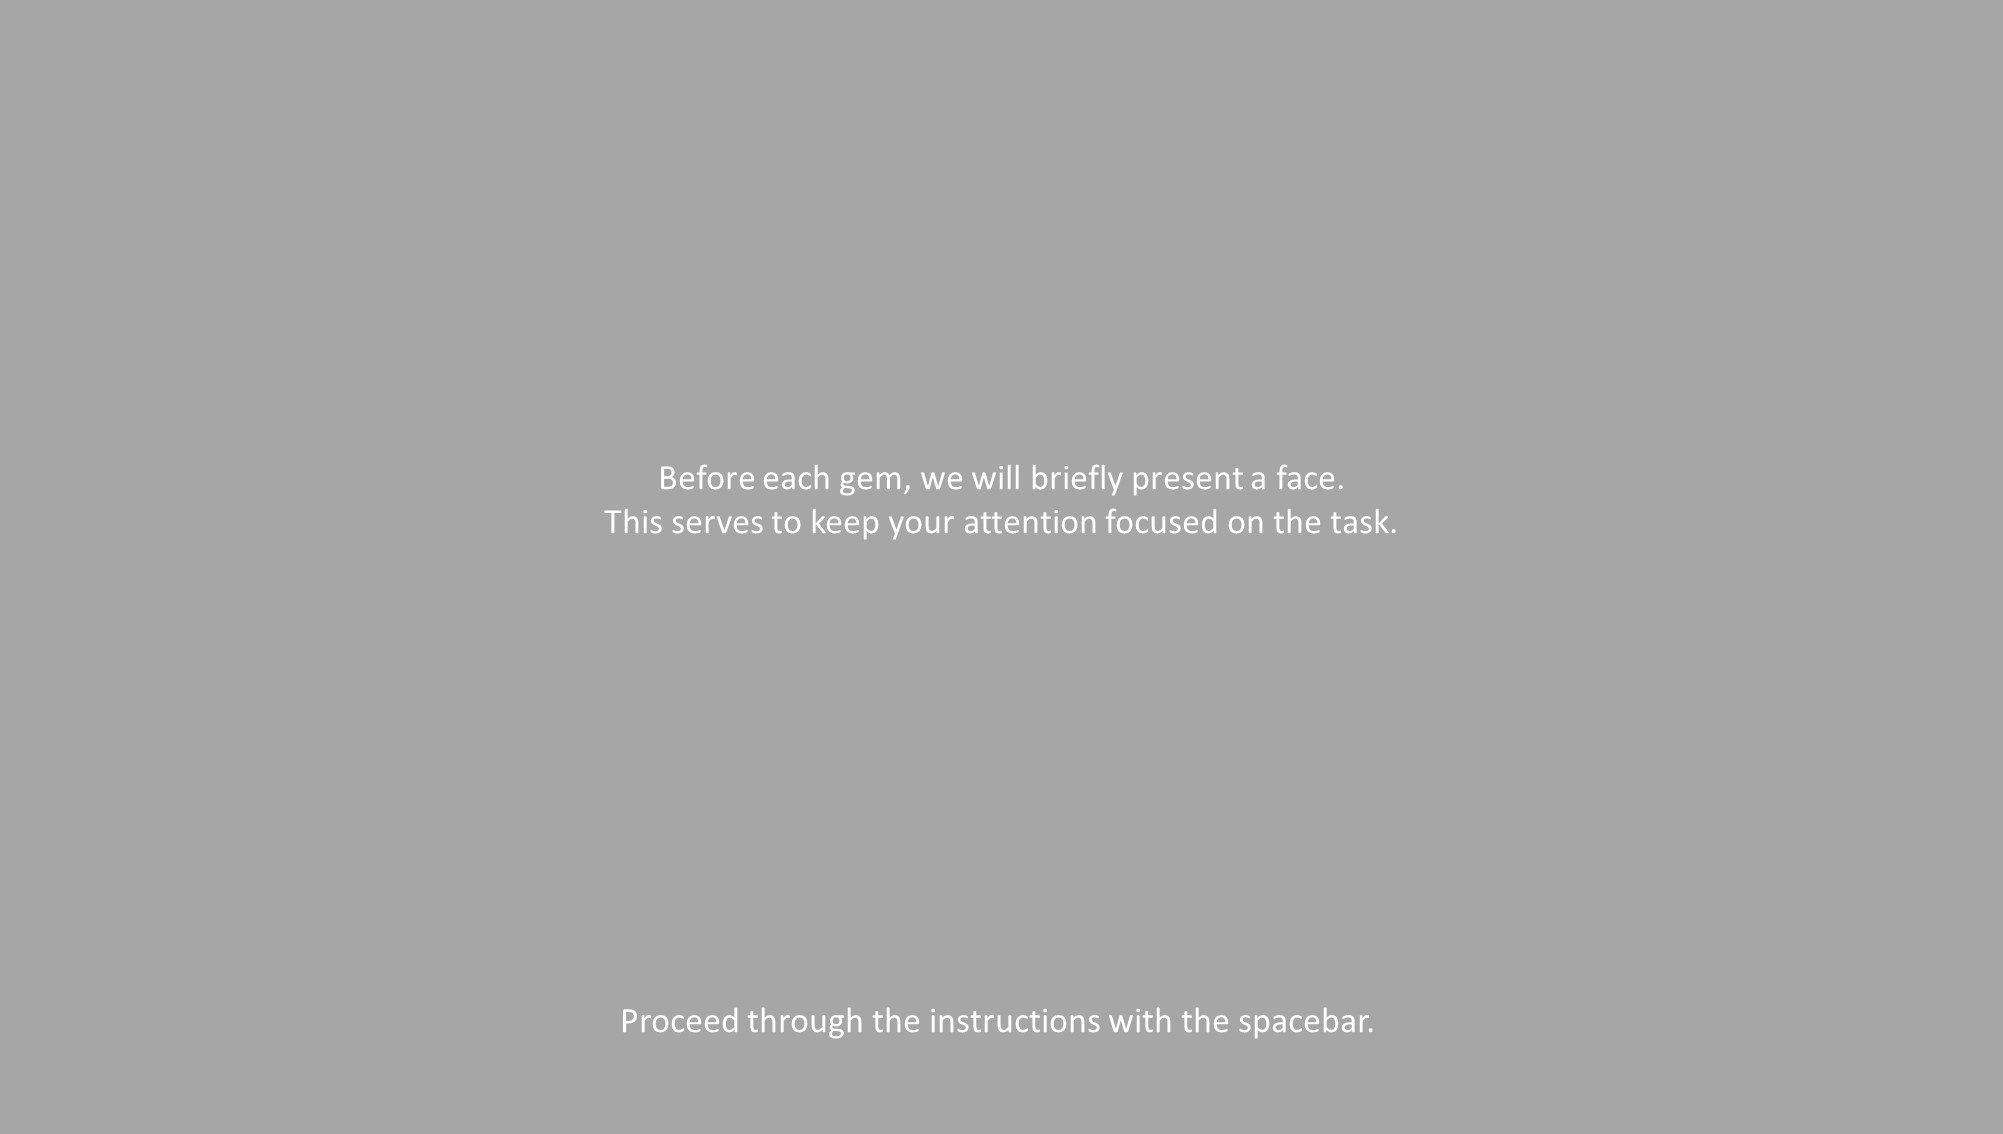 Before each gem, we will briefly present a face.
This serves to keep your attention focused on the task.
Proceed through the instructions with the spacebar.